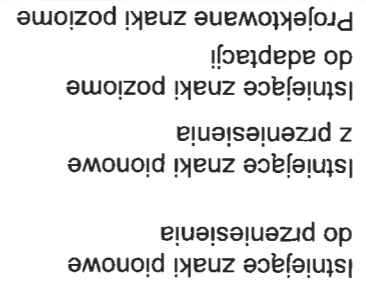 Istniejące znaki pionowe
do przeniesienia
Istniejące znaki pionowe
z przeniesienia
Istniejące znaki poziome
do adaptacji
Projektowane znaki poziome